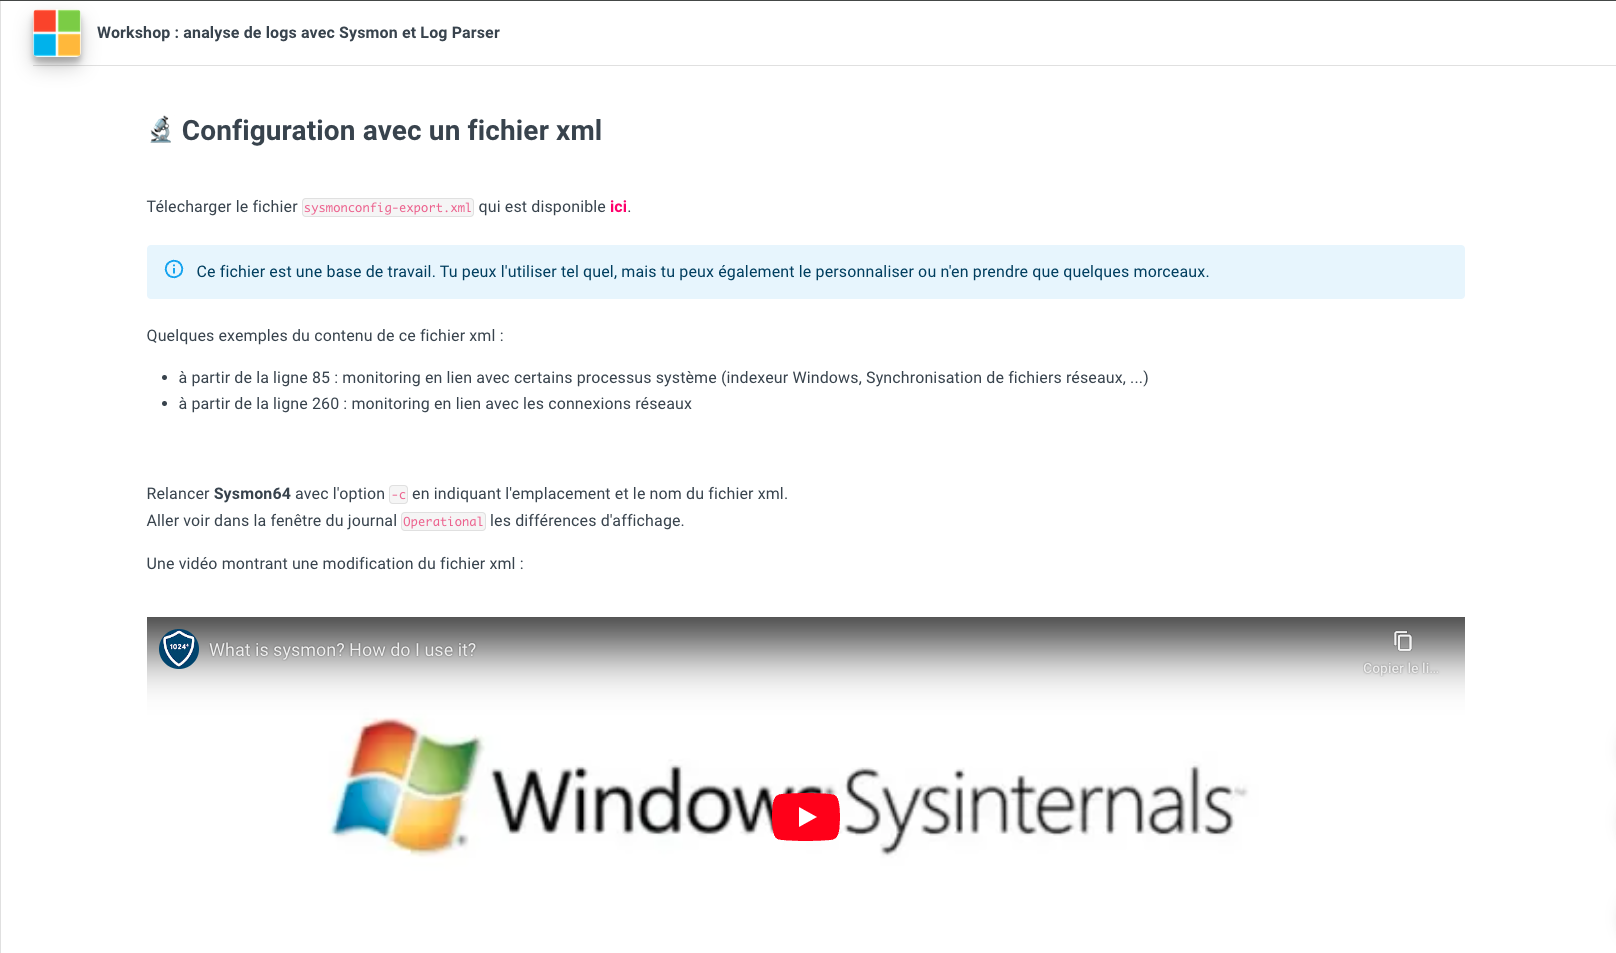 Workshop : analyse de logs avec Sysmon et Log Parser
Configuration avec un fichier xml
Télecharger le fichier sysmonconfig-export.xml qui est disponible ici.
Ce fichier est une base de travail. Tu peux l'utiliser tel quel, mais tu peux également le personnaliser ou n'en prendre que quelques morceaux.
Quelques exemples du contenu de ce fichier xml :
• à partir de la ligne 85 : monitoring en lien avec certains processus système (indexeur Windows, Synchronisation de fichiers réseaux, ...)
• à partir de la ligne 260 : monitoring en lien avec les connexions réseaux
Relancer Sysmon64 avec l'option -c en indiquant l'emplacement et le nom du fichier xml.
Aller voir dans la fenêtre du journal Operational les différences d'affichage.
Une vidéo montrant une modification du fichier xml :
1024+
What is sysmon? How do I use it?
Copier le li...
Windows Sysinternals